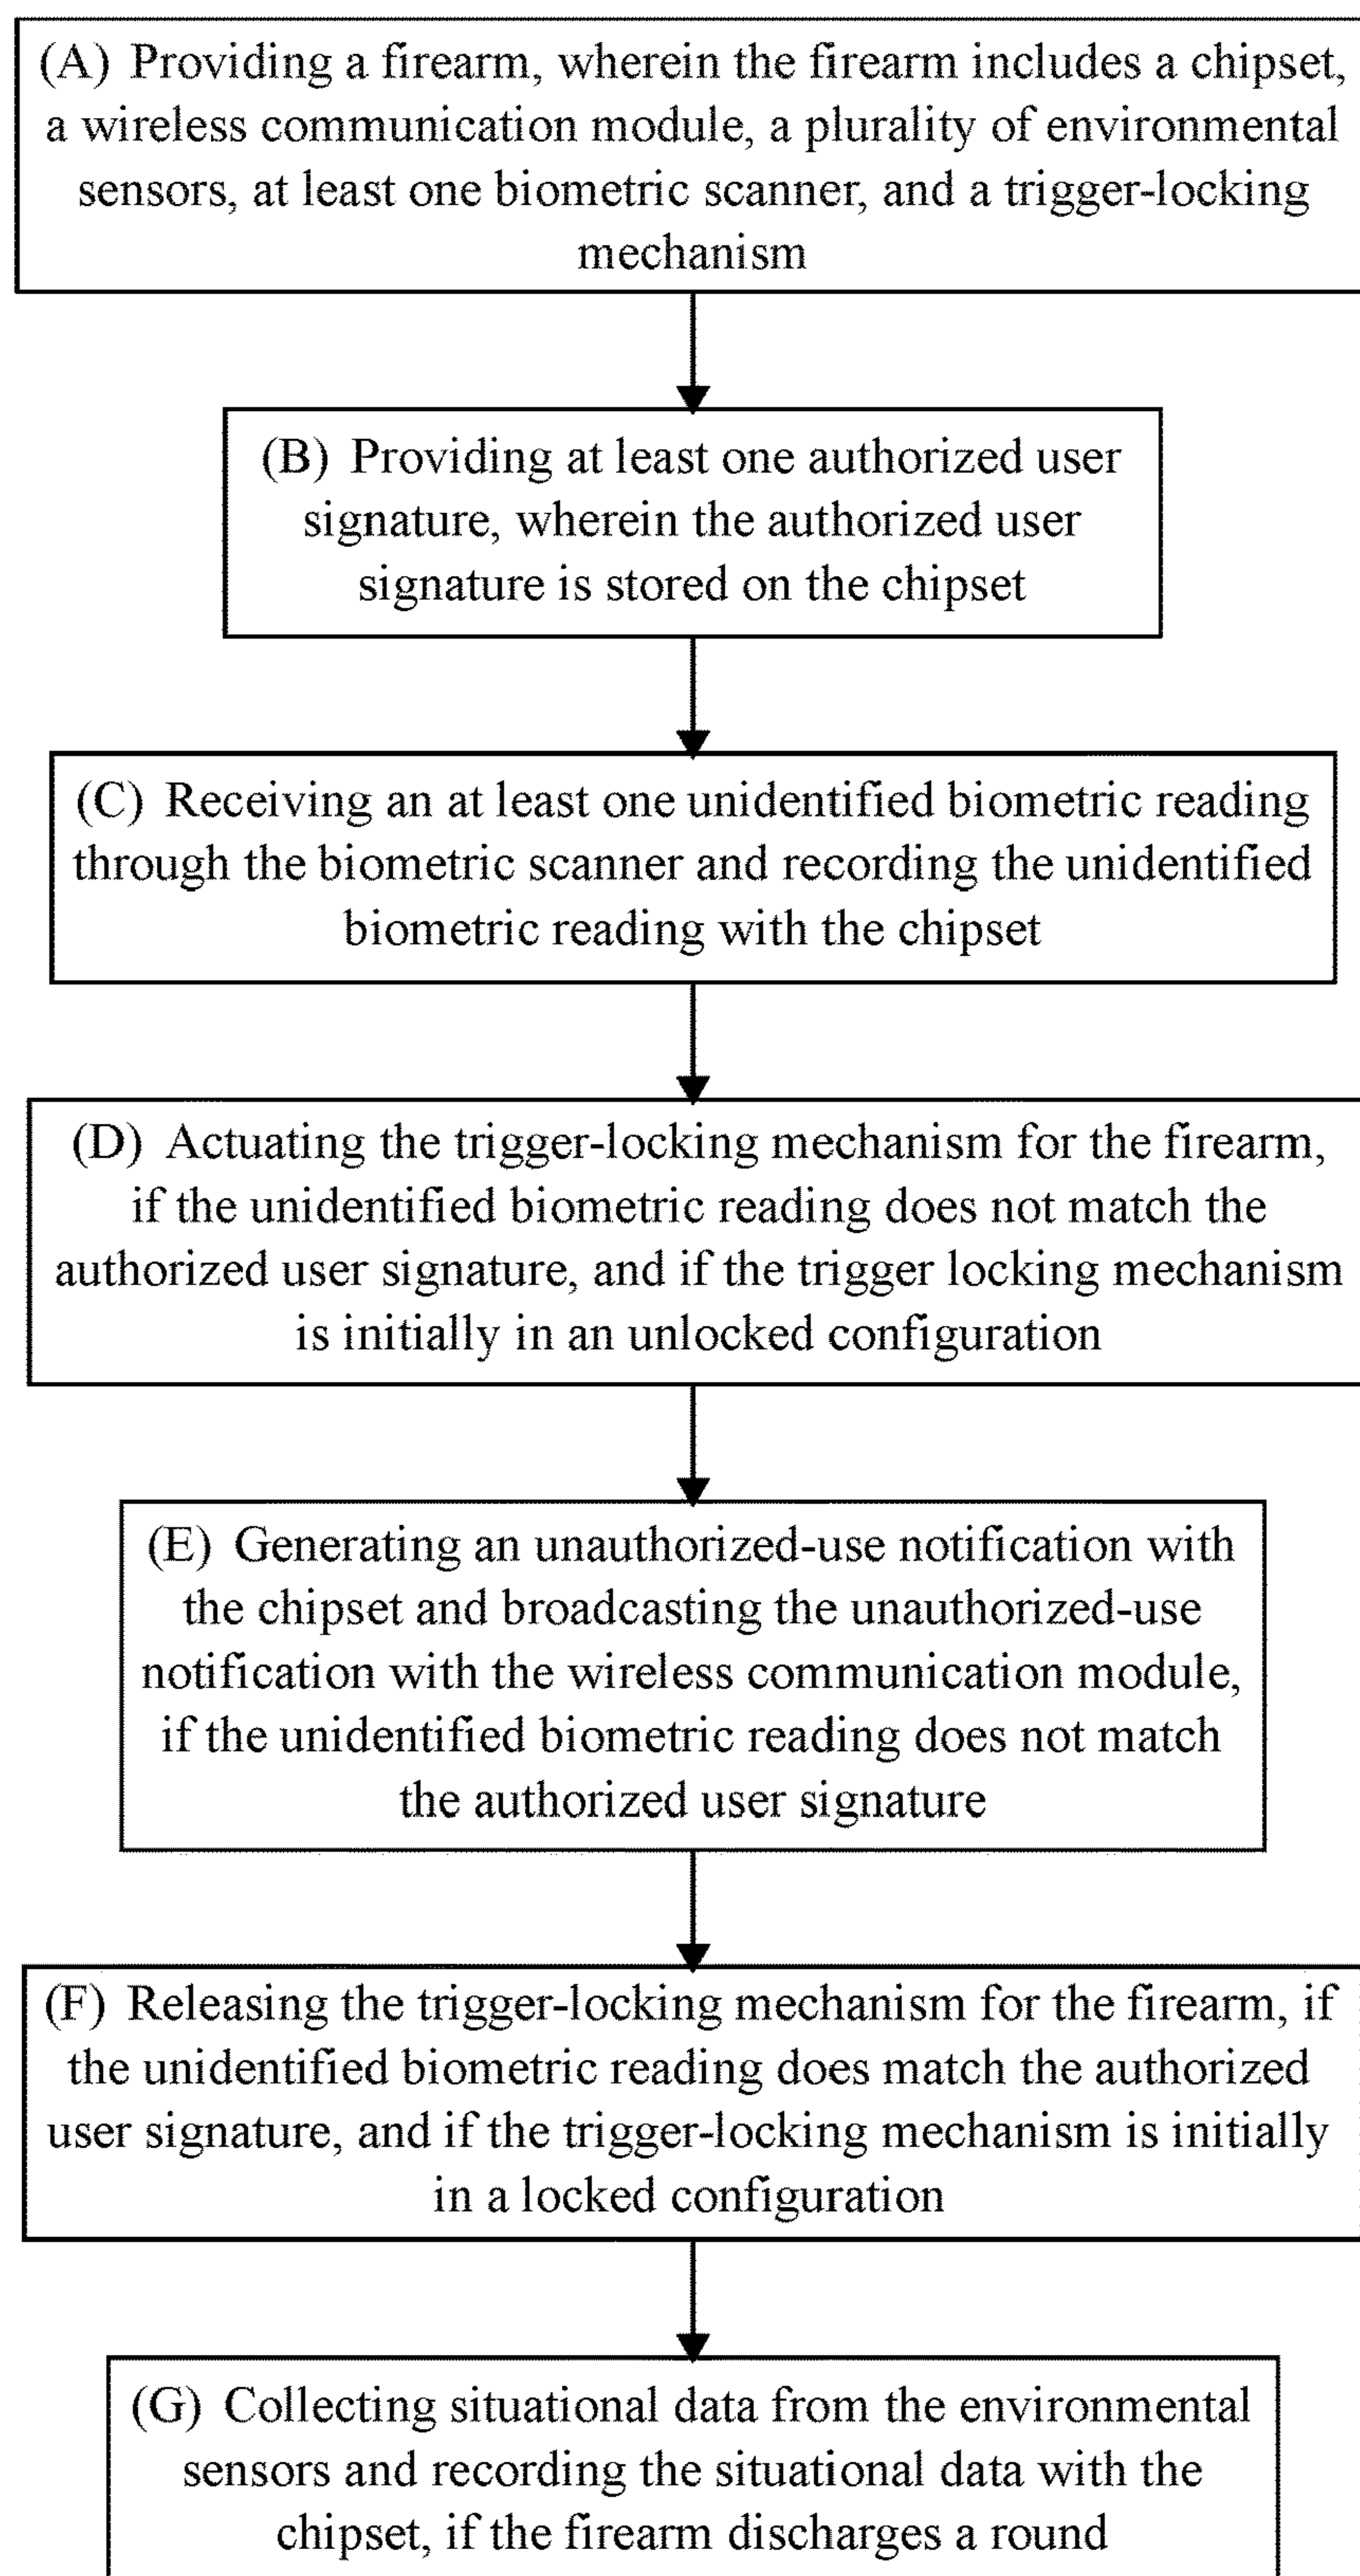 (A) Providing a firearm, wherein the firearm includes a chipset,
a wireless communication module, a plurality of environmental
sensors, at least one biometric scanner, and a trigger-locking
mechanism
(B) Providing at least one authorized user
signature, wherein the authorized user
signature is stored on the chipset
(C) Receiving an at least one unidentified biometric reading
through the biometric scanner and recording the unidentified
biometric reading with the chipset
(D) Actuating the trigger-locking mechanism for the firearm,
if the unidentified biometric reading does not match the
authorized user signature, and if the trigger locking mechanism
is initially in an unlocked configuration
(E) Generating an unauthorized-use notification with
the chipset and broadcasting the unauthorized-use
notification with the wireless communication module,
if the unidentified biometric reading does not match
the authorized user signature
(F) Releasing the trigger-locking mechanism for the firearm, if
the unidentified biometric reading does match the authorized
user signature, and if the trigger-locking mechanism is initially
in a locked configuration
(G) Collecting situational data from the environmental
sensors and recording the situational data with the
chipset, if the firearm discharges a round